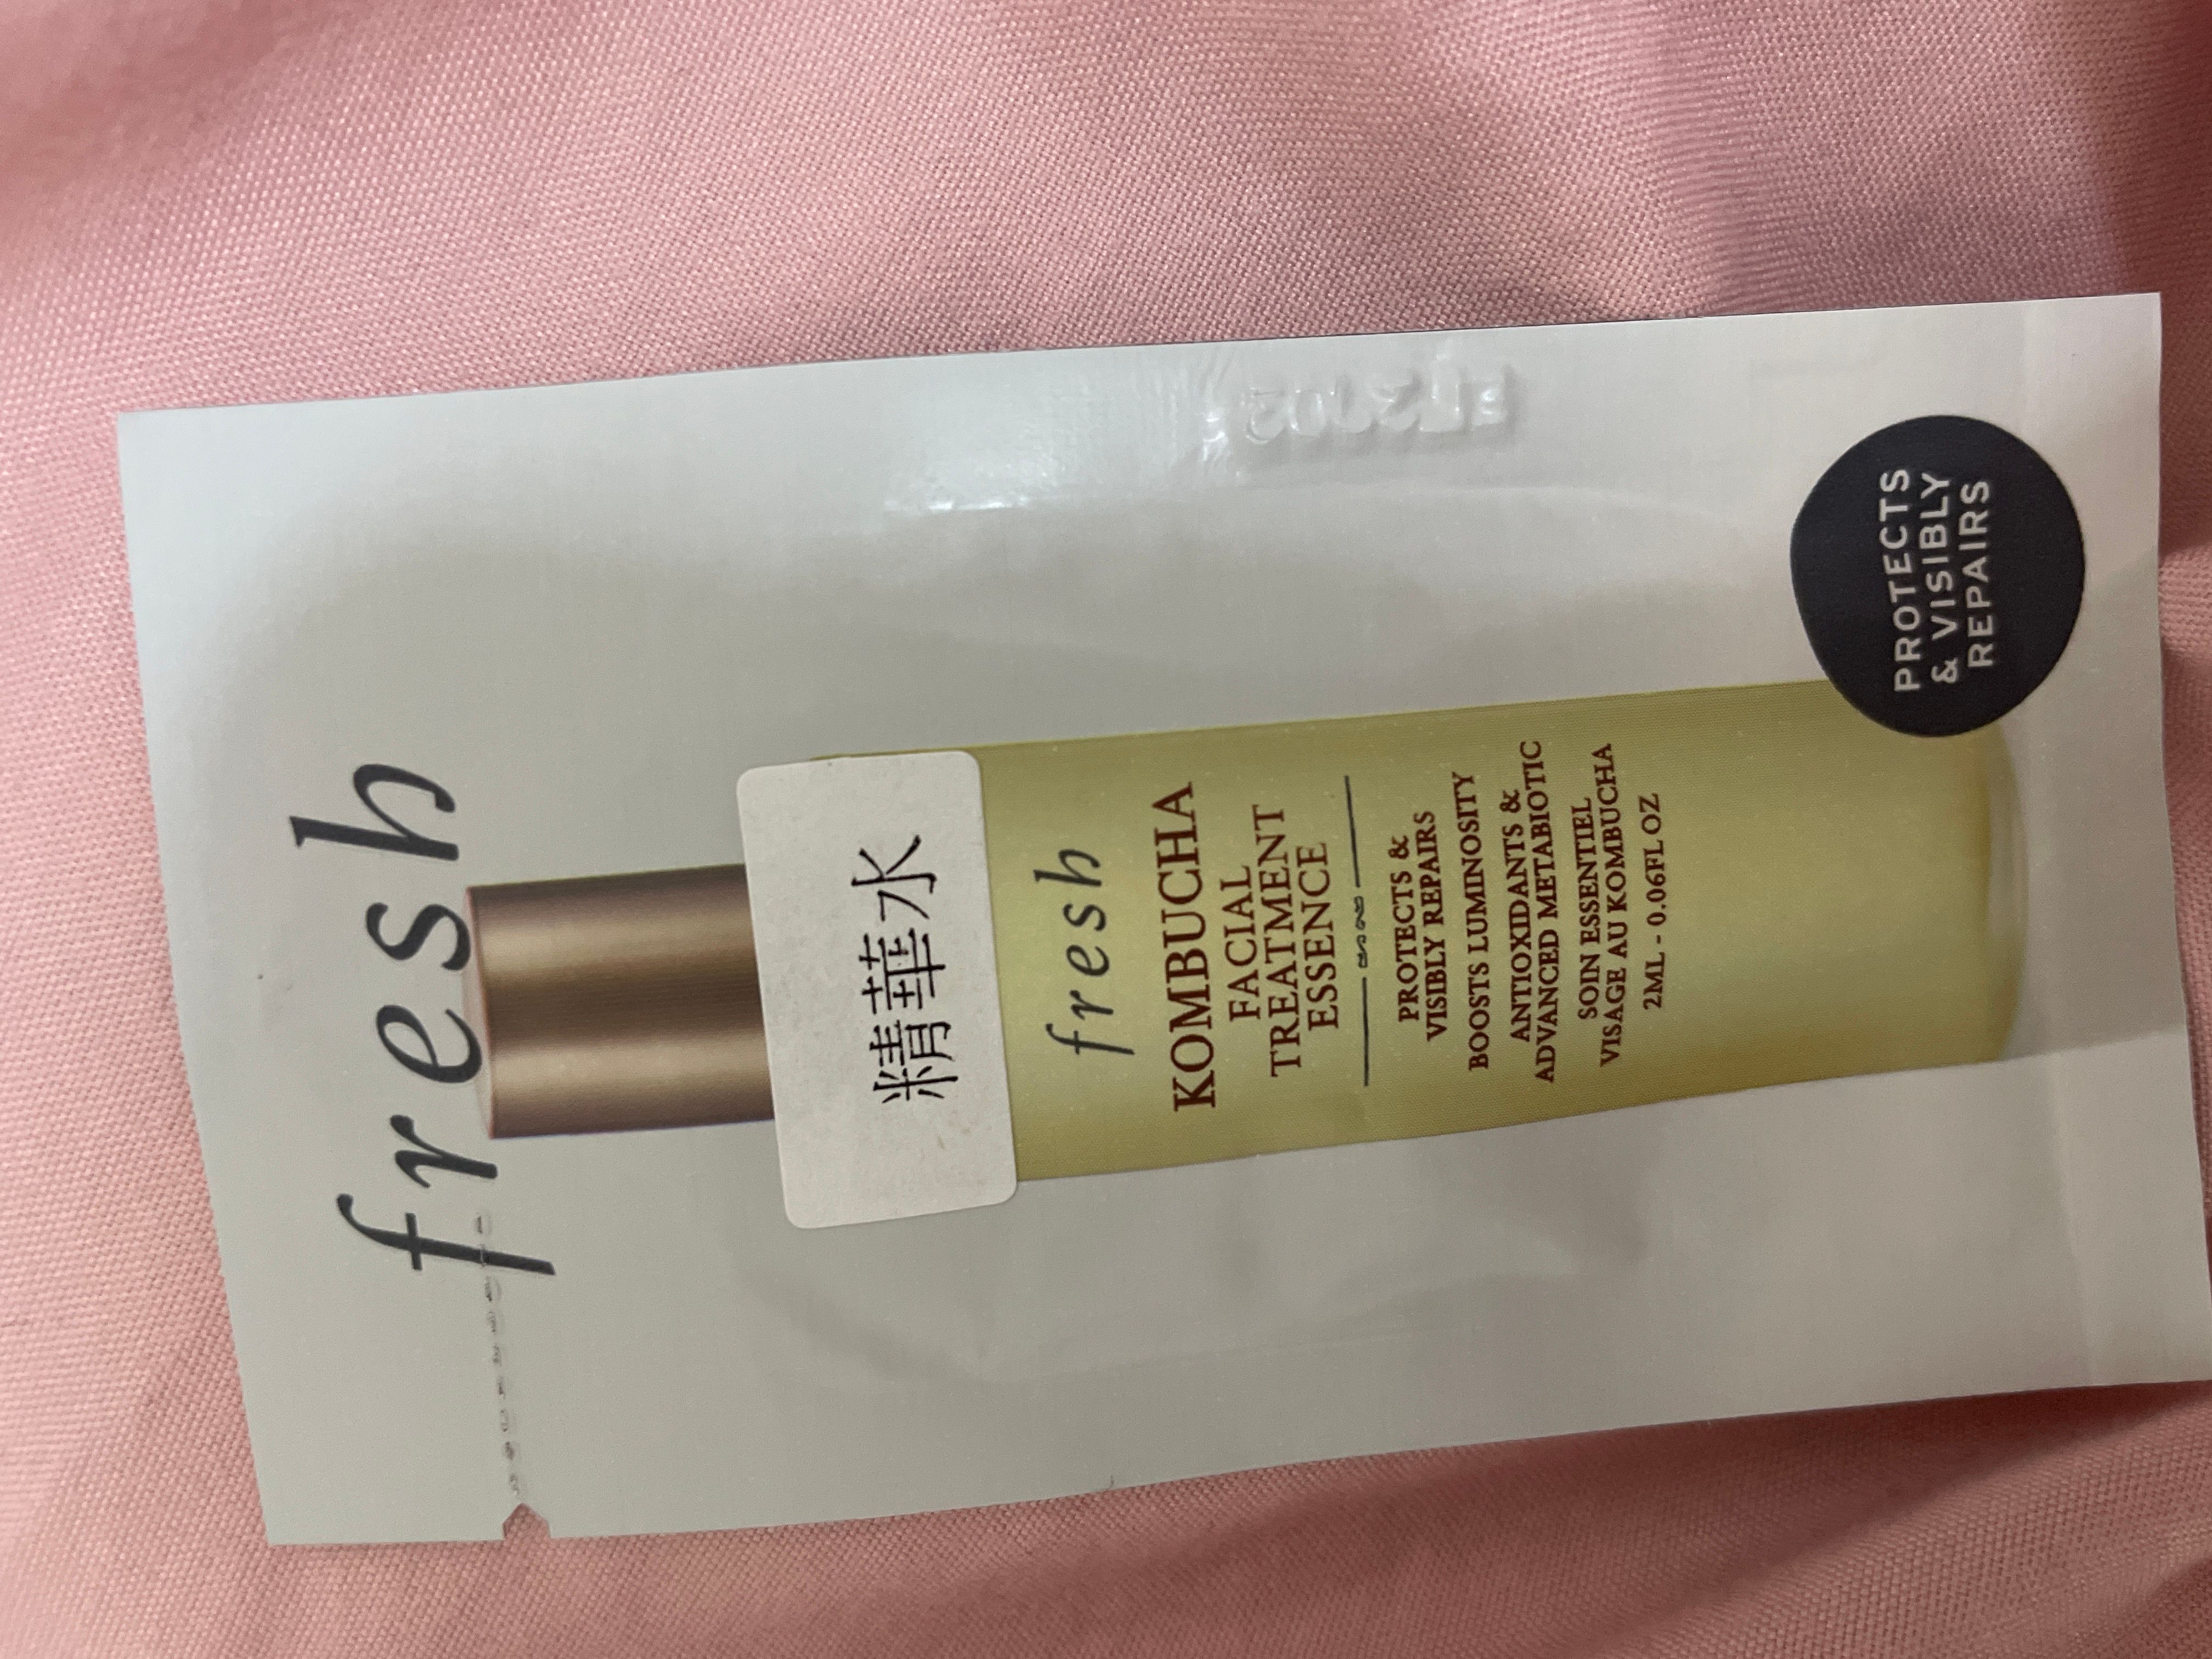 fresh
精華水
fresh
KOMBUCHA
FACIAL
TREATMENT
ESSENCE
PROTECTS &
VISIBLY REPAIRS
BOOSTS LUMINOSITY
ANTIOXIDANTS &
ADVANCED METABIOTIC
SOIN ESSENTIEL
VISAGE AU KOMBUCHA
2ML - 0.06FL OZ
PROTECTS
& VISIBLY
REPAIRS